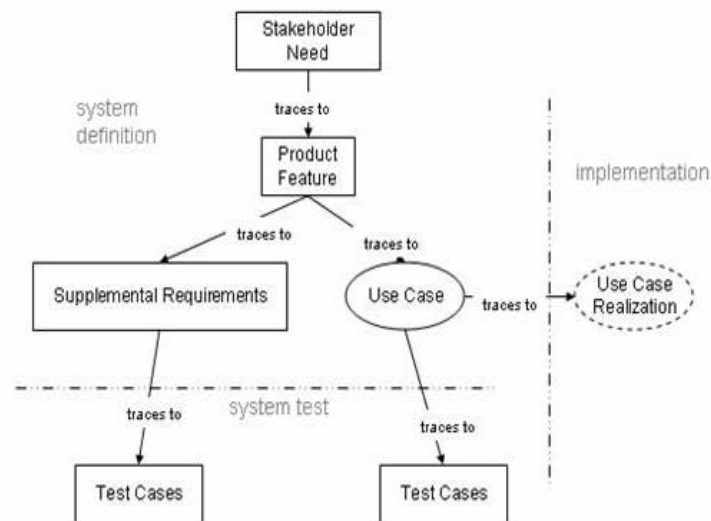 Stakeholder
Need
traces to
system
definition
Product
Feature
implementation
traces to
traces to
Supplemental Requirements
Use Case
traces to
Use Case
Realization
system test
traces to
traces to
Test Cases
Test Cases